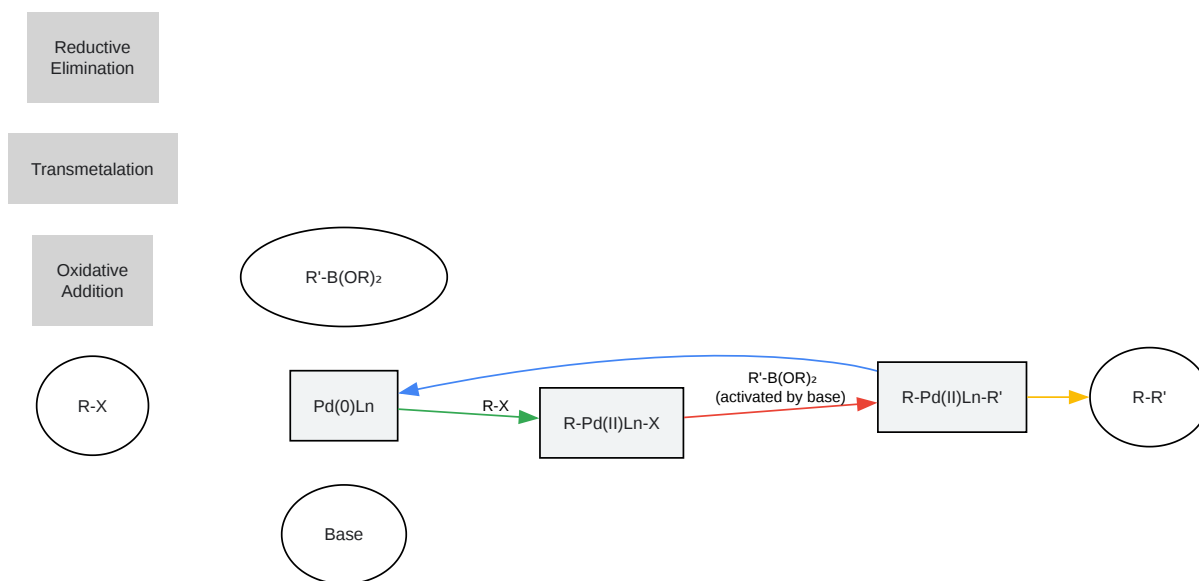 Reductive
Elimination
Transmetalation
Oxidative
Addition
R'-B(OR)₂
R-X
Pd(0)Ln
R-X
R-Pd(II)Ln-X
R'-B(OR)₂
(activated by base)
R-Pd(II)Ln-R'
R-R'
Base